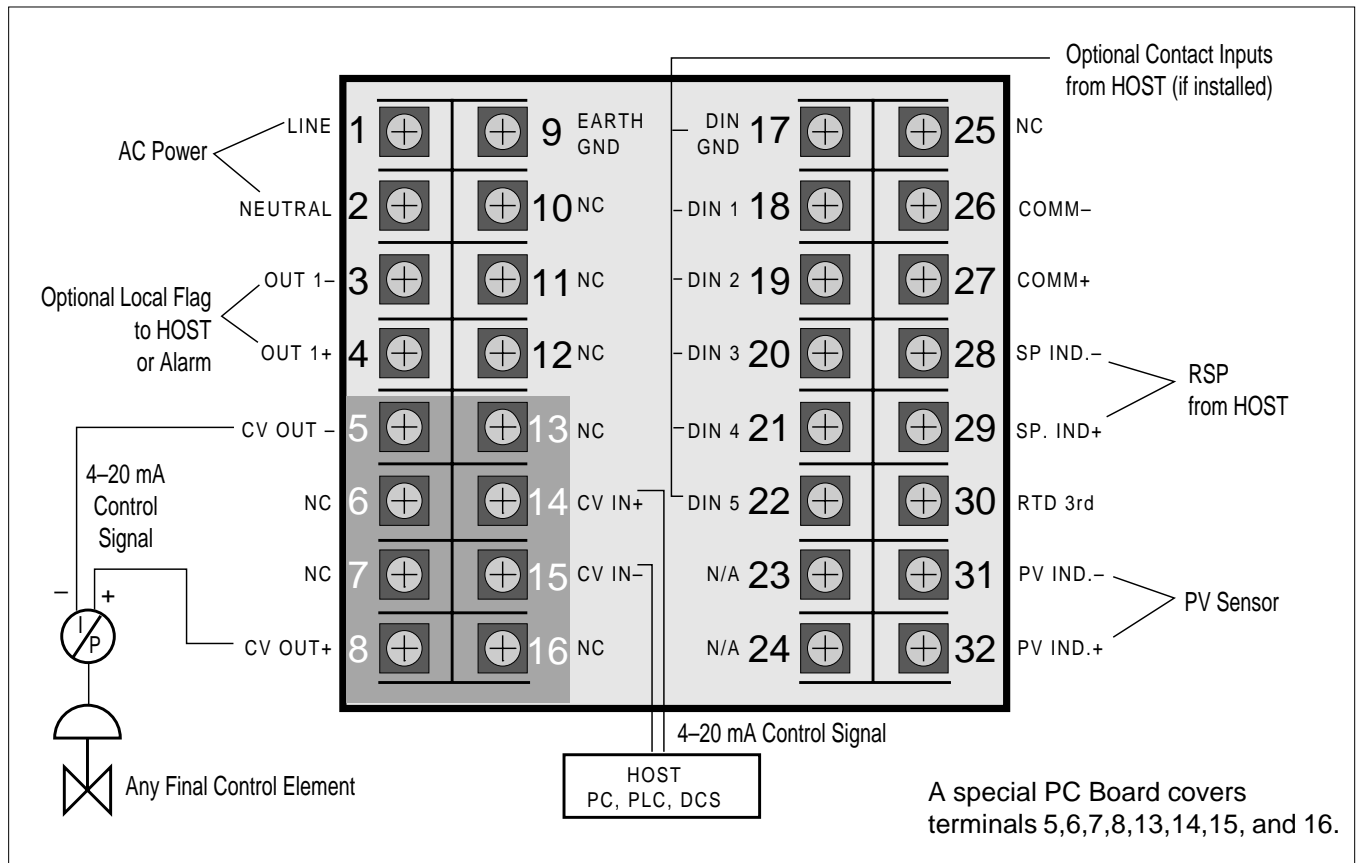 Optional Contact Inputs
from HOST (if installed)
AC Power
LINE 1
9 EARTH GND
DIN GND 17
25 NC
NEUTRAL 2
10 NC
DIN 1 18
26 COMM–
Optional Local Flag
to HOST
or Alarm
OUT 1– 3
11 NC
DIN 2 19
27 COMM+
OUT 1+ 4
12 NC
DIN 3 20
28 SP IND.–
RSP
from HOST
CV OUT – 5
13 NC
DIN 4 21
29 SP. IND+
4–20 mA
Control
Signal
NC 6
14 CV IN+
DIN 5 22
30 RTD 3rd
NC 7
15 CV IN–
N/A 23
31 PV IND.–
PV Sensor
– +
I/P
CV OUT+ 8
16 NC
N/A 24
32 PV IND.+
4–20 mA Control Signal
Any Final Control Element
HOST
PC, PLC, DCS
A special PC Board covers
terminals 5,6,7,8,13,14,15, and 16.